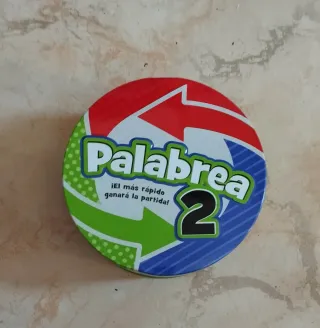 Palabrea
¡El más rápido
ganará la partida!
2